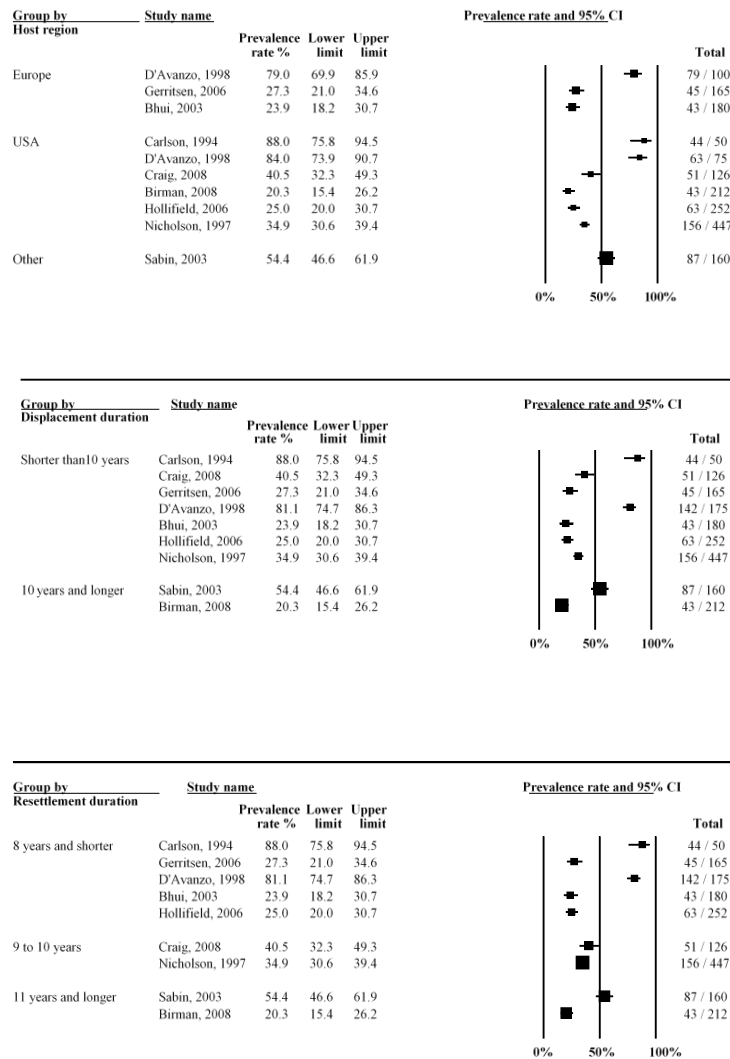 Group by Study name Prevalence rate and 95% CI
Host region
Prevalence Lower Upper
rate % limit limit Total
Europe D'Avanzo, 1998 79.0 69.9 85.9 79 / 100
Gerritsen, 2006 27.3 21.0 34.6 45 / 165
Bhui, 2003 23.9 18.2 30.7 43 / 180
USA Carlson, 1994 88.0 75.8 94.5 44 / 50
D'Avanzo, 1998 84.0 73.9 90.7 63 / 75
Craig, 2008 40.5 32.3 49.3 51 / 126
Birman, 2008 20.3 15.4 26.2 43 / 212
Hollifield, 2006 25.0 20.0 30.7 63 / 252
Nicholson, 1997 34.9 30.6 39.4 156 / 447
Other Sabin, 2003 54.4 46.6 61.9 87 / 160
0% 50% 100%
Group by Study name Prevalence rate and 95% CI
Displacement duration
Prevalence Lower Upper
rate % limit limit Total
Shorter than10 years Carlson, 1994 88.0 75.8 94.5 44 / 50
Craig, 2008 40.5 32.3 49.3 51 / 126
Gerritsen, 2006 27.3 21.0 34.6 45 / 165
D'Avanzo, 1998 81.1 74.7 86.3 142 / 175
Bhui, 2003 23.9 18.2 30.7 43 / 180
Hollifield, 2006 25.0 20.0 30.7 63 / 252
Nicholson, 1997 34.9 30.6 39.4 156 / 447
10 years and longer Sabin, 2003 54.4 46.6 61.9 87 / 160
Birman, 2008 20.3 15.4 26.2 43 / 212
0% 50% 100%
Group by Study name Prevalence rate and 95% CI
Resettlement duration
Prevalence Lower Upper
rate % limit limit Total
8 years and shorter Carlson, 1994 88.0 75.8 94.5 44 / 50
Gerritsen, 2006 27.3 21.0 34.6 45 / 165
D'Avanzo, 1998 81.1 74.7 86.3 142 / 175
Bhui, 2003 23.9 18.2 30.7 43 / 180
Hollifield, 2006 25.0 20.0 30.7 63 / 252
9 to 10 years Craig, 2008 40.5 32.3 49.3 51 / 126
Nicholson, 1997 34.9 30.6 39.4 156 / 447
11 years and longer Sabin, 2003 54.4 46.6 61.9 87 / 160
Birman, 2008 20.3 15.4 26.2 43 / 212
0% 50% 100%